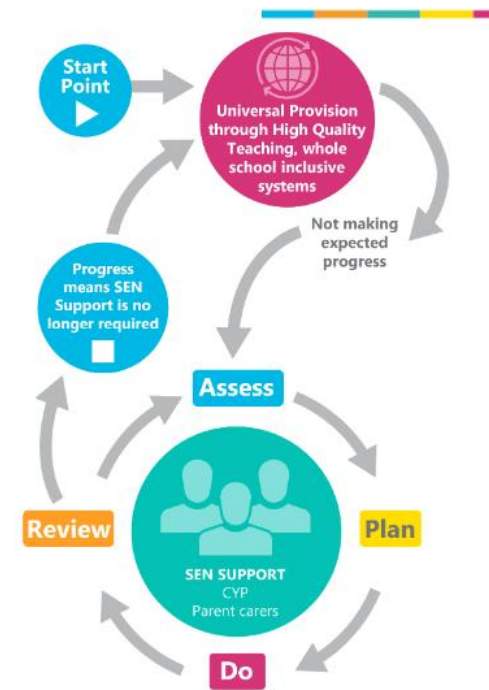 Start
Point
Universal Provision
through High Quality
Teaching, whole
school inclusive
systems
Not making
expected
progress
Progress
means SEN
Support is no
longer required
Assess
Plan
Do
Review
SEN SUPPORT
CYP
Parent carers